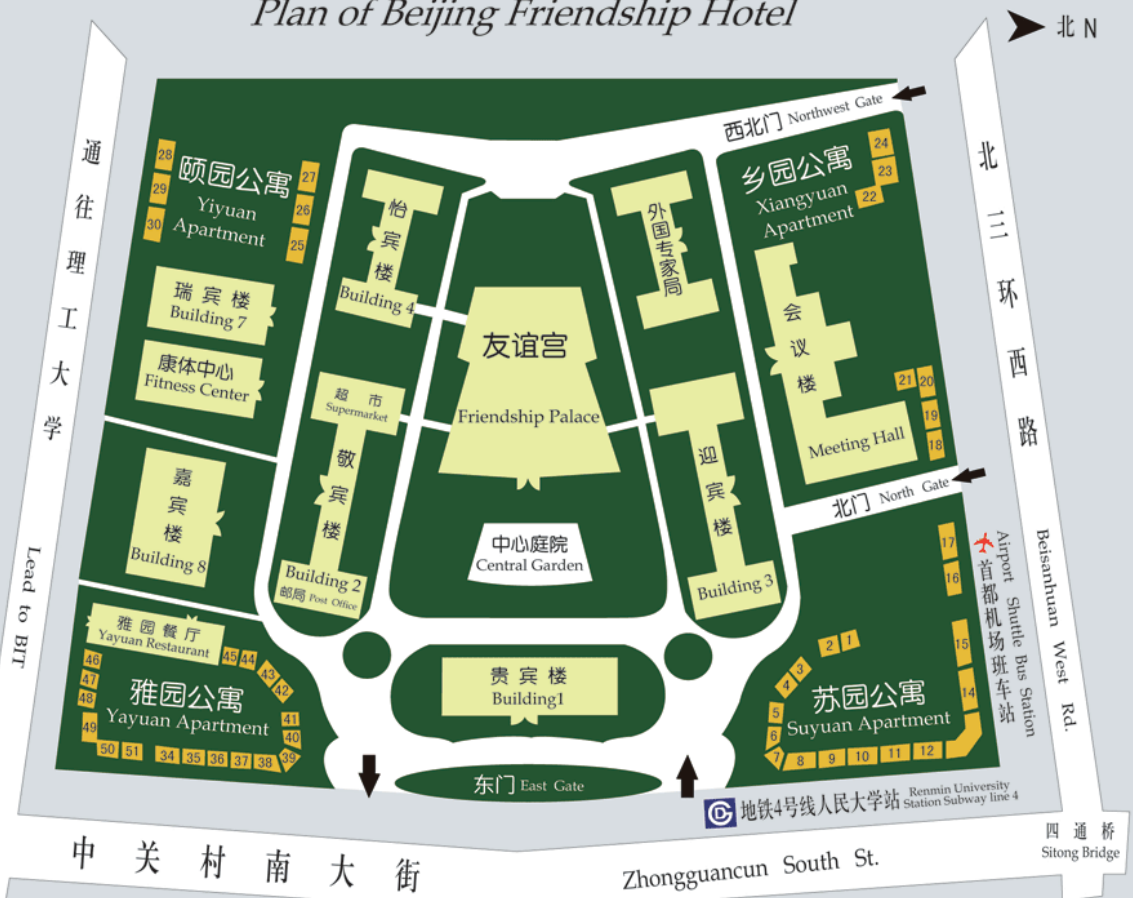 Plan of Beijing Friendship Hotel
北 N
西北门 Northwest Gate
通往理工大学
Lead to BIT
28
29
30
颐园公寓
Yiyuan
Apartment
27
26
25
怡宾楼
Building 4
外国专家局
乡园公寓
Xiangyuan
Apartment
24
23
22
北三环西路
Beisanhuan West Rd.
瑞宾楼
Building 7
康体中心
Fitness Center
友谊宫
Friendship Palace
会议楼
Meeting Hall
21
20
19
18
超市
Supermarket
敬宾楼
Building 2
邮局 Post Office
迎宾楼
Building 3
北门 North Gate
嘉宾楼
Building 8
中心庭院
Central Garden
17
16
15
14
首都机场班车站
Airport Shuttle Bus Station
雅园餐厅
Yayuan Restaurant
45
44
43
42
41
40
39
46
47
48
49
50
51
34
35
36
37
38
雅园公寓
Yayuan Apartment
贵宾楼
Building1
2
1
3
4
5
6
7
8
9
10
11
12
苏园公寓
Suyuan Apartment
东门 East Gate
地铁4号线人民大学站
Renmin University
Station Subway line 4
四通桥
Sitong Bridge
中关村南大街
Zhongguancun South St.